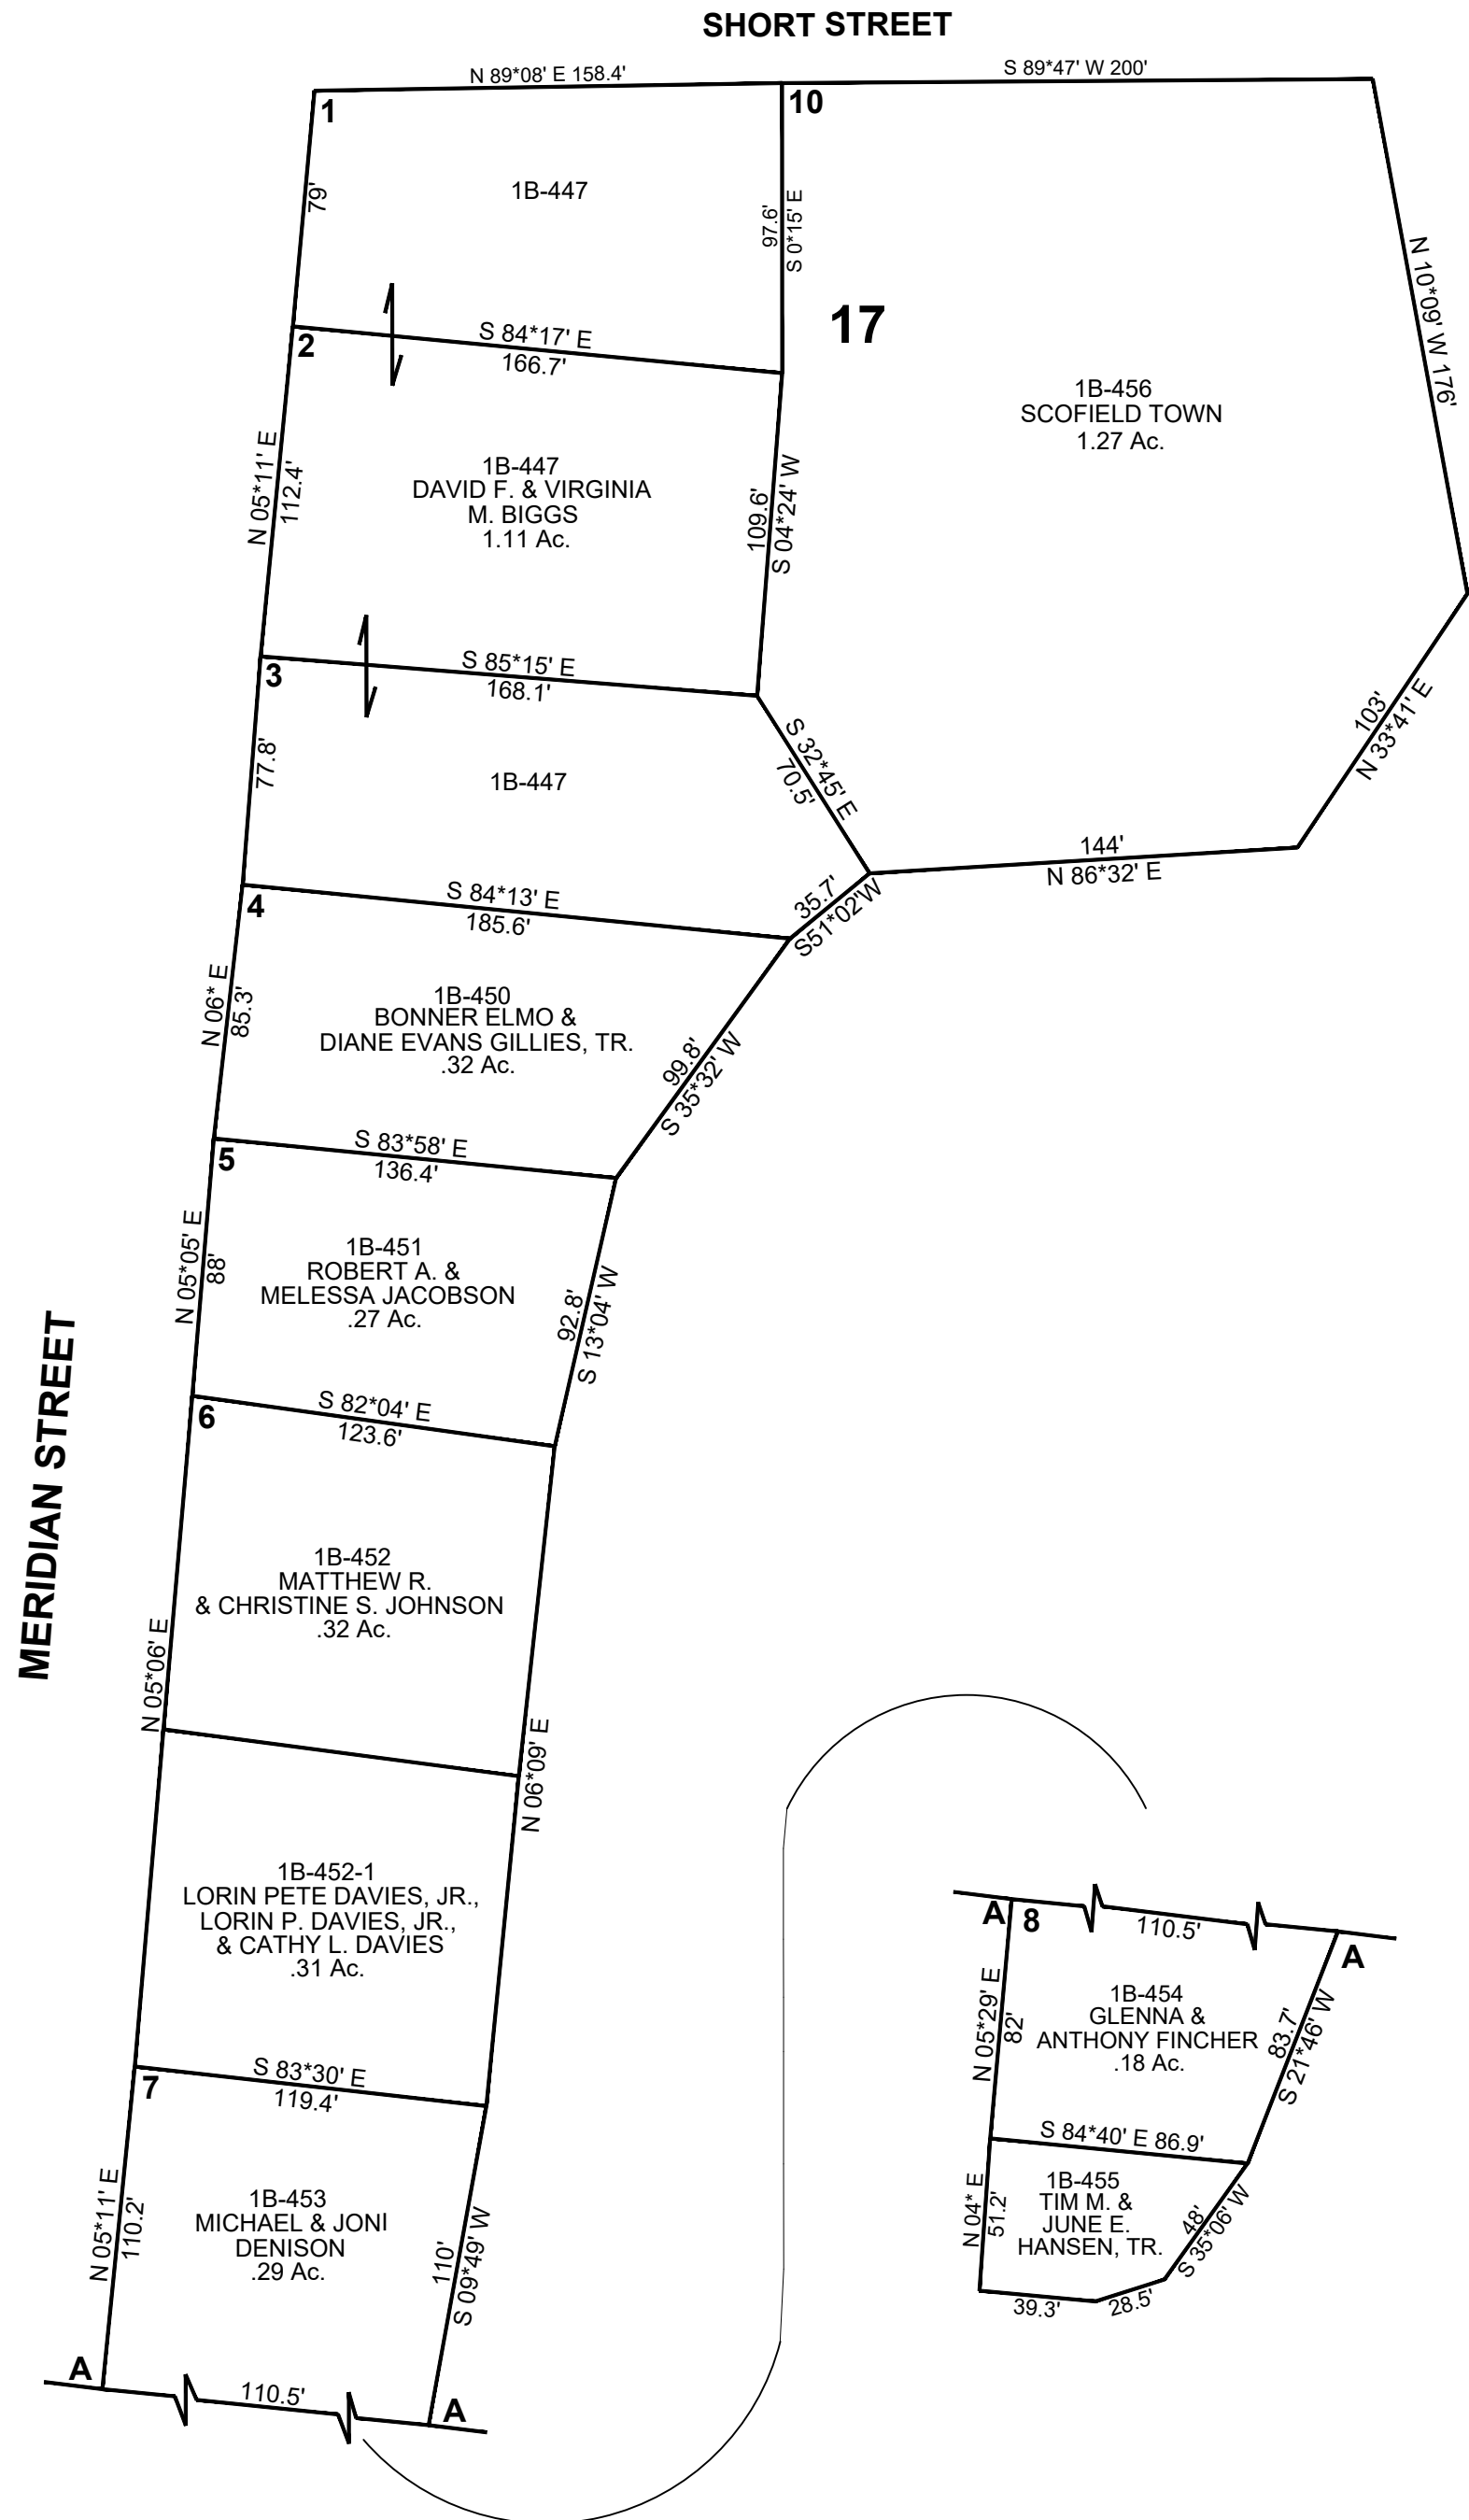 SHORT STREET
N 89*08' E 158.4'
S 89*47' W 200'
1
10
79'
1B-447
97.6'
S 0*15' E
17
N 10*09' W 176'
2
S 84*17' E
166.7'
1B-456
SCOFIELD TOWN
1.27 Ac.
N 05*11' E
112.4'
1B-447
DAVID F. & VIRGINIA
M. BIGGS
1.11 Ac.
109.6'
S 04*24' W
3
S 85*15' E
168.1'
103'
N 33*41' E
77.8'
1B-447
S 32*45' E
70.5'
144'
N 86*32' E
4
S 84*13' E
185.6'
35.7'
S51*02'W
N 06* E
85.3'
1B-450
BONNER ELMO &
DIANE EVANS GILLIES, TR.
.32 Ac.
99.8'
S 35*32' W
5
S 83*58' E
136.4'
N 05*05' E
88'
1B-451
ROBERT A. &
MELESSA JACOBSON
.27 Ac.
92.8'
S 13*04' W
MERIDIAN STREET
6
S 82*04' E
123.6'
1B-452
MATTHEW R.
& CHRISTINE S. JOHNSON
.32 Ac.
N 05*06' E
N 06*09' E
1B-452-1
LORIN PETE DAVIES, JR.,
LORIN P. DAVIES, JR.,
& CATHY L. DAVIES
.31 Ac.
7
S 83*30' E
119.4'
N 05*11' E
110.2'
1B-453
MICHAEL & JONI
DENISON
.29 Ac.
110'
S 09*49' W
A
110.5'
A
A
8
110.5'
A
N 05*29' E
82'
1B-454
GLENNA &
ANTHONY FINCHER
.18 Ac.
83.7'
S 21*46' W
S 84*40' E 86.9'
N 04* E
51.2'
1B-455
TIM M. &
JUNE E.
HANSEN, TR.
48'
S 35*06' W
39.3'
28.5'